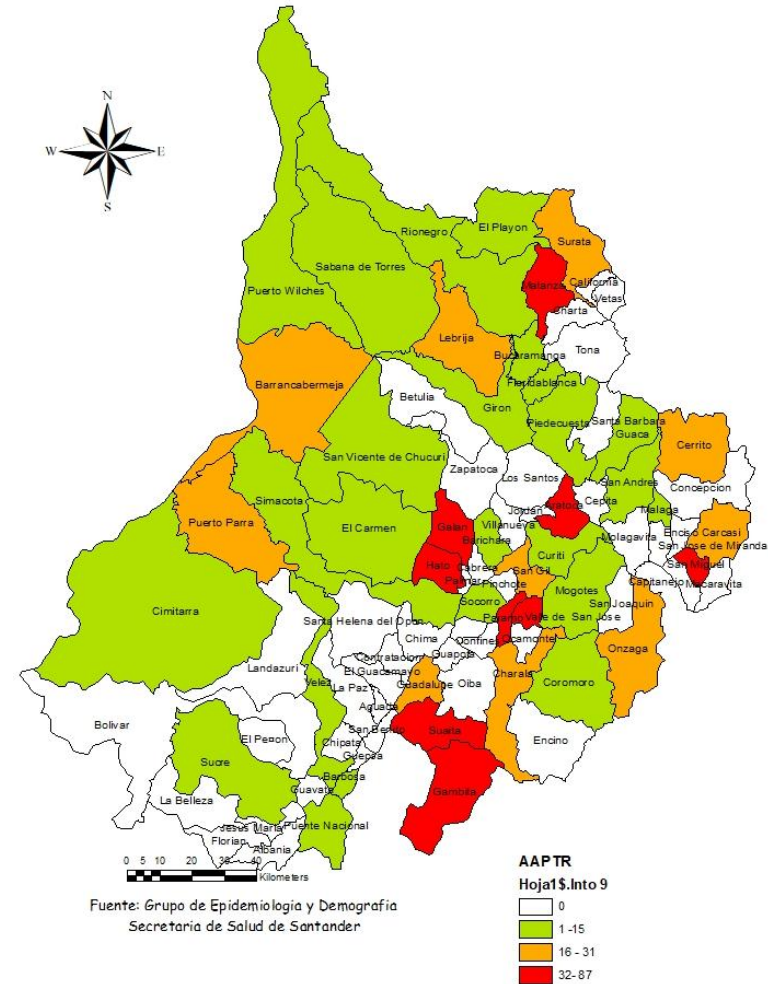 N
W
E
S
El Playon
Rionegro
Surata
Sabana de Torres
Matanza
California
Puerto Wilches
Vetas
Charta
Lebrija
Tona
Bucaramanga
Barrancabermeja
Floridablanca
Betulia
Giron
Piedecuesta
Santa Barbara
Guaca
Cerrito
San Vicente de Chucuri
Zapatoca
Los Santos
San Andres
Concepcion
Simacota
Aratoca
Cepita
Jordan
Malaga
Puerto Parra
El Carmen
Galan
Villanueva
Barichara
Molagavita
Enciso
Carcasi
San Jose de Miranda
Curiti
Hato
Cabrera
San Gil
San Miguel
Palmar
Pinchote
Mogotes
Capitanejo
Macaravita
Socorro
San Joaquin
Cimitarra
Santa Helena del Opon
Paramo
Valle de San Jose
Chima
Confines
Ocamonte
Onzaga
Contratacion
Guapota
Landazuri
El Guacamayo
Charala
Velez
La Paz
Guadalupe
Oiba
Coromoro
Aguada
Bolivar
San Benito
Suaita
El Penon
Chipata
Encino
Guepsa
Sucre
Barbosa
Guavata
Gambita
La Belleza
Jesus Maria
Puente Nacional
Florian
Albania
0 5 10 20 30 40
Kilometers
AAPTR
Hoja1$.Into 9
0
1 -15
16 - 31
32- 87
Fuente: Grupo de Epidemiologia y Demografia
Secretaria de Salud de Santander